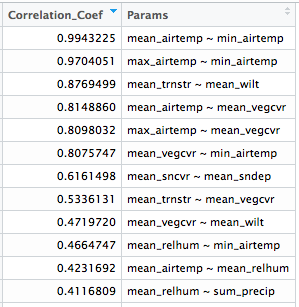 Correlation_Coef Params
0.9943225 mean_airtemp ~ min_airtemp
0.9704051 max_airtemp ~ min_airtemp
0.8769499 mean_trnstr ~ mean_wilt
0.8148860 mean_airtemp ~ mean_vegcvr
0.8098032 max_airtemp ~ mean_vegcvr
0.8075747 mean_vegcvr ~ min_airtemp
0.6161498 mean_sncvr ~ mean_sndep
0.5336131 mean_trnstr ~ mean_vegcvr
0.4719720 mean_vegcvr ~ mean_wilt
0.4664747 mean_relhum ~ min_airtemp
0.4231692 mean_airtemp ~ mean_relhum
0.4116809 mean_relhum ~ sum_precip